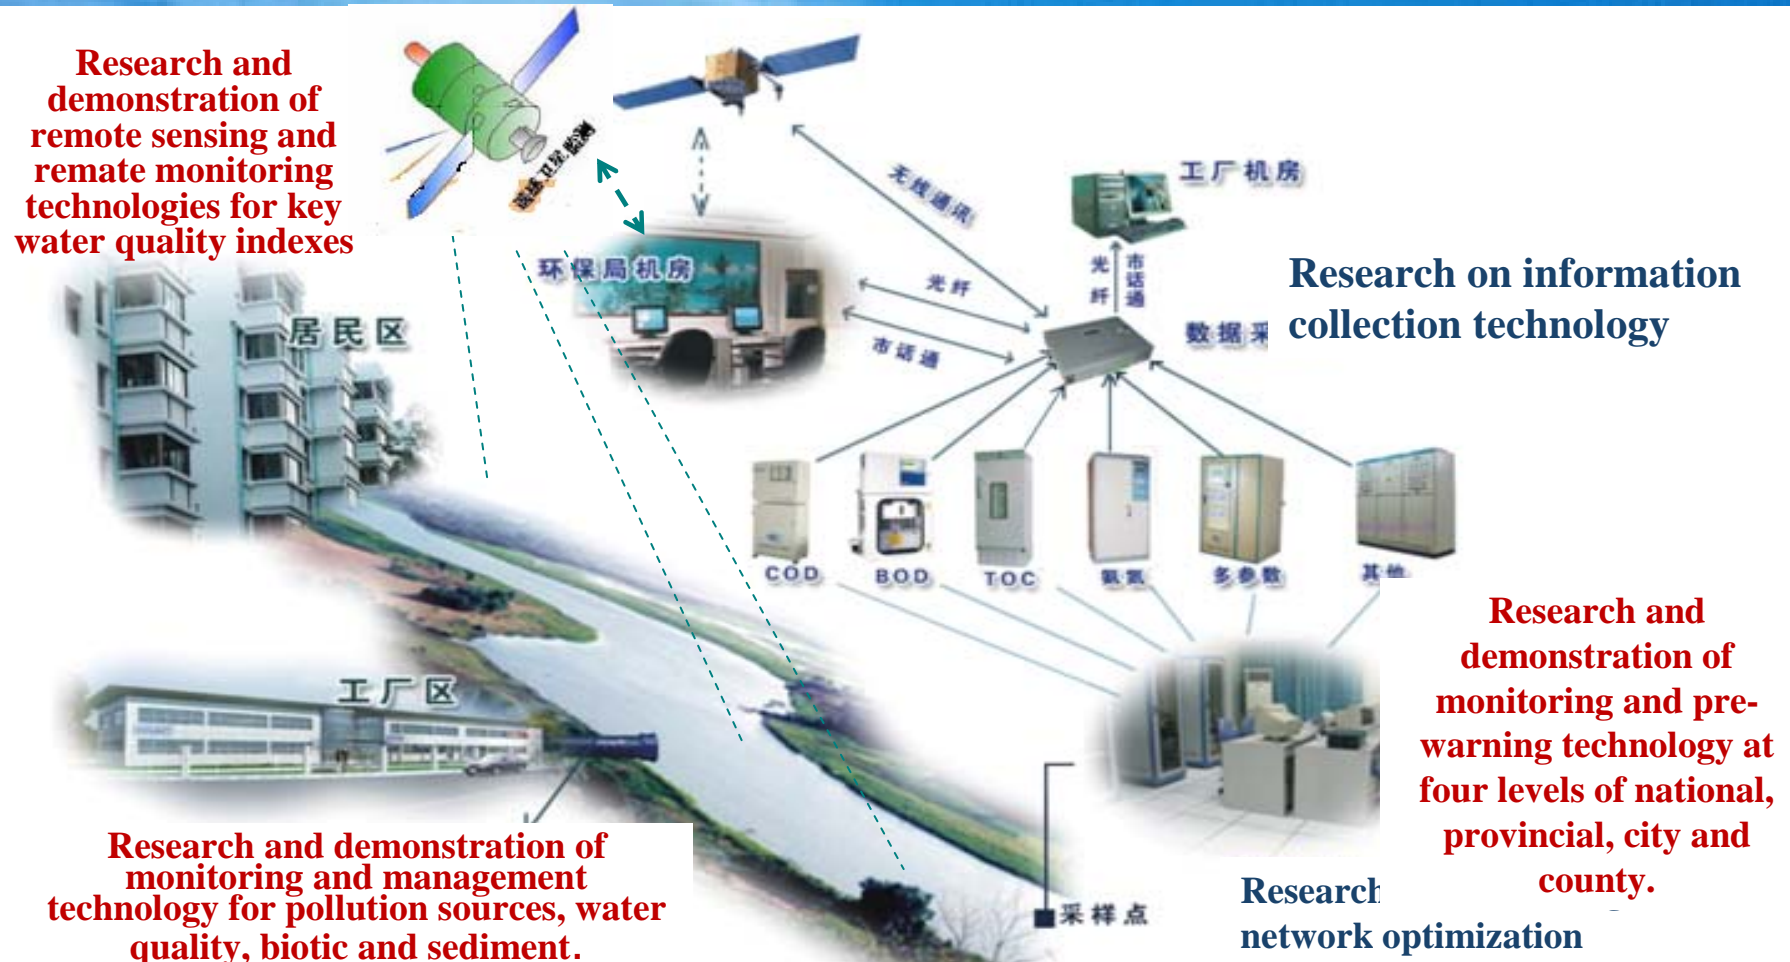 Research and
demonstration of
remote sensing and
remate monitoring
technologies for key
water quality indexes
卫星监测
无线通讯
工厂机房
环保局机房
光纤
市话通
光纤
市话通
Research on information
collection technology
数据采
居民区
COD
BOD
TOC
氨氮
多参数
其他
Research and
demonstration of
monitoring and pre-
warning technology at
four levels of national,
provincial, city and
county.
工厂区
Research and demonstration of
monitoring and management
technology for pollution sources, water
quality, biotic and sediment.
采样点
Research
network optimization